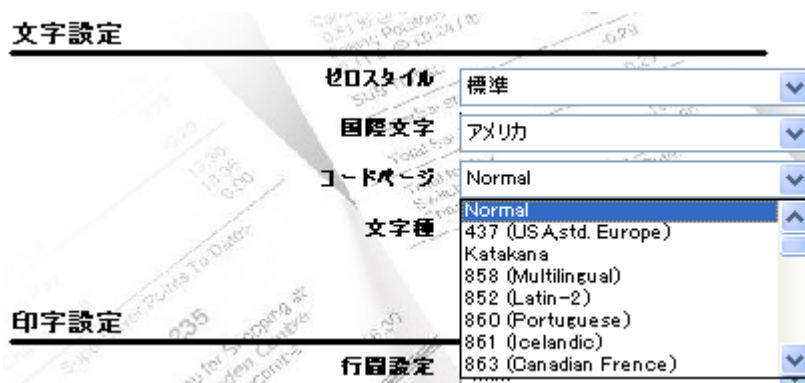 文字設定
ゼロスタイル 標準
国際文字 アメリカ
コードページ Normal
文字種
Normal
437 (USA,std. Europe)
Katakana
858 (Multilingual)
852 (Latin-2)
860 (Portuguese)
861 (Icelandic)
863 (Canadian Frence)
印字設定
行間設定